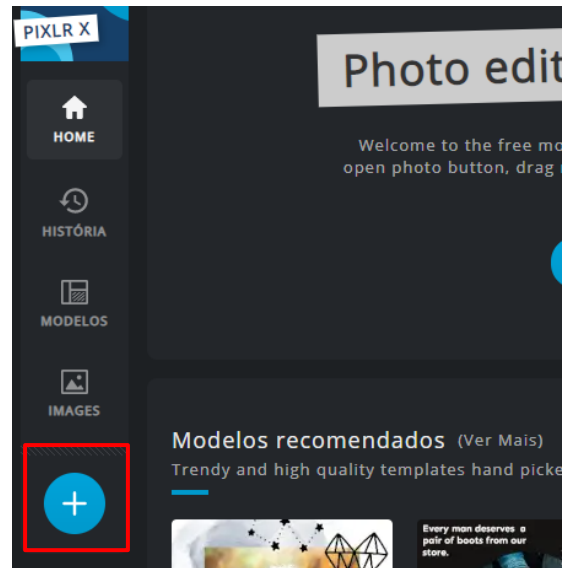 PIXLR X
HOME
HISTÓRIA
MODELOS
IMAGES
Photo edit
Welcome to the free mo
open photo button, drag
Modelos recomendados (Ver Mais)
Trendy and high quality templates hand picke
Every man deserves a
pair of boots from our
store.